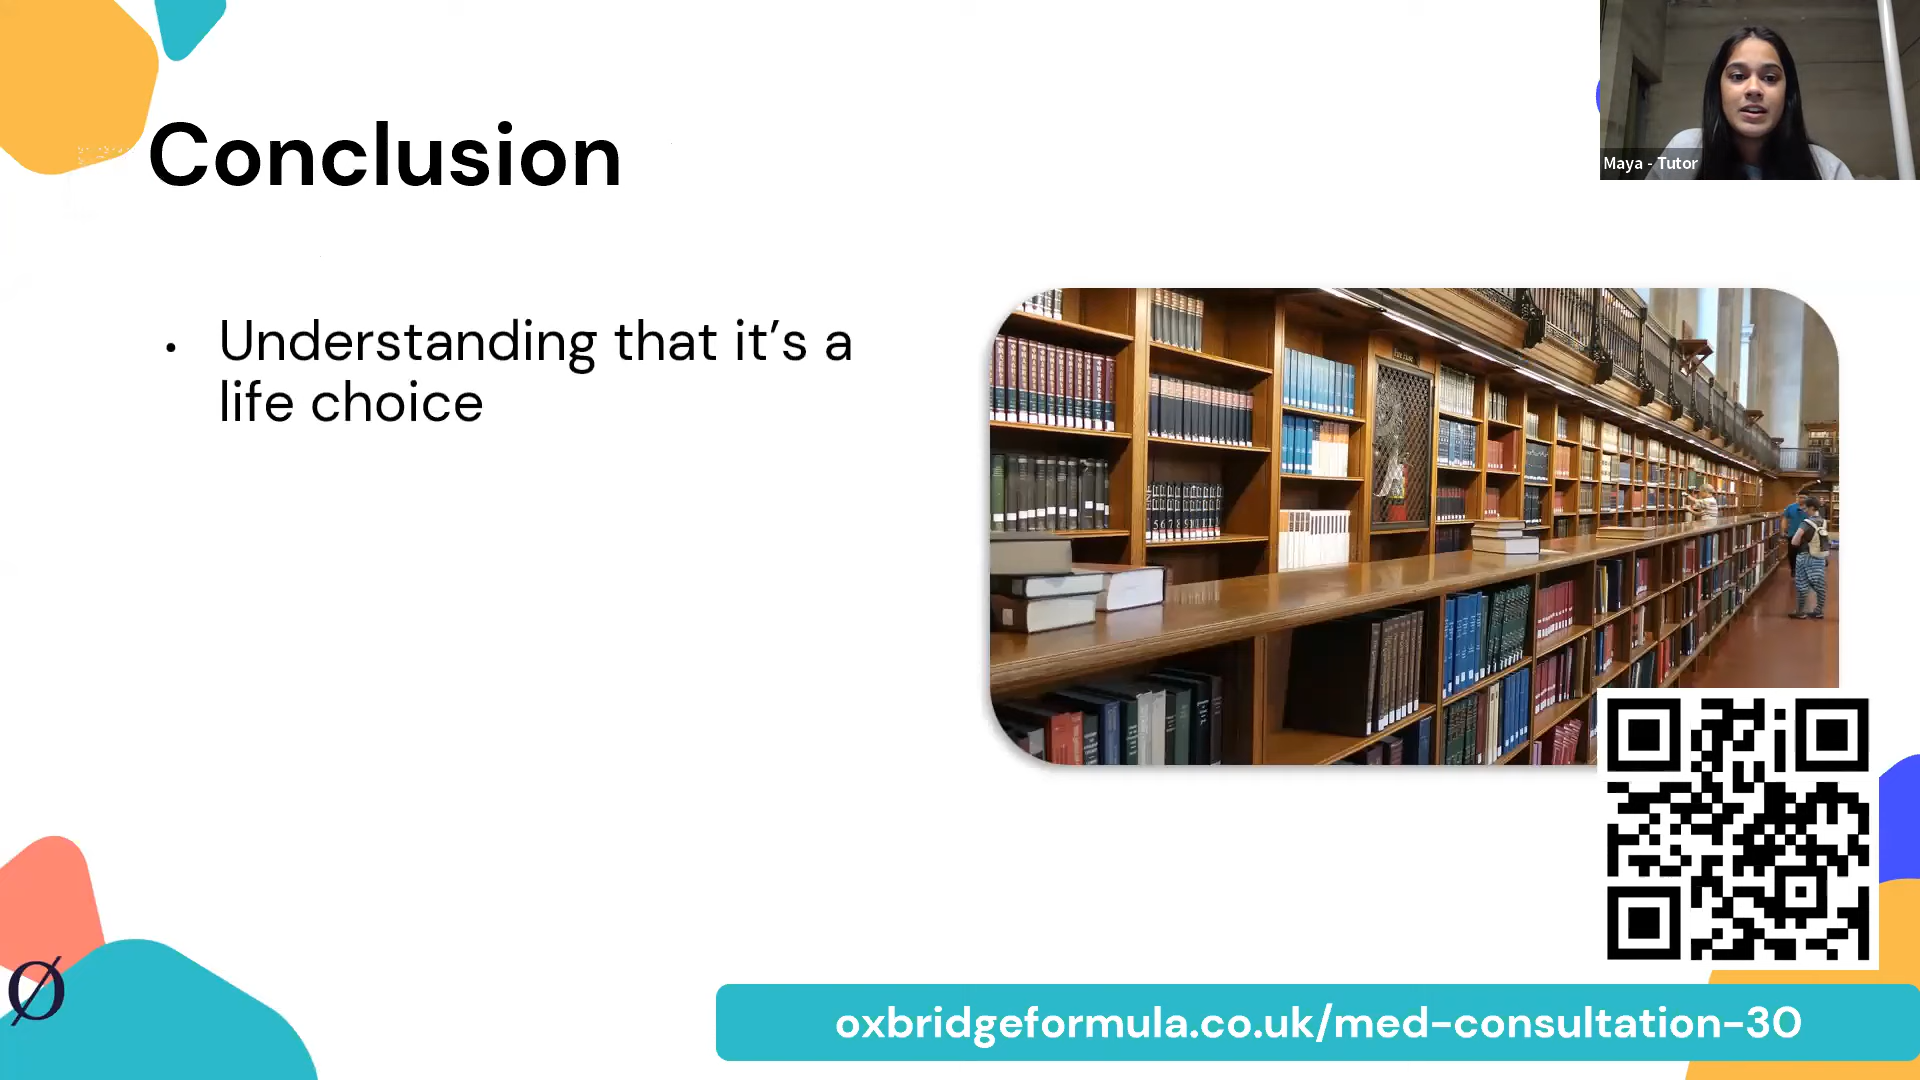 Conclusion
Maya - Tutor
• Understanding that it’s a
life choice
Ø
oxbridgeformula.co.uk/med-consultation-30